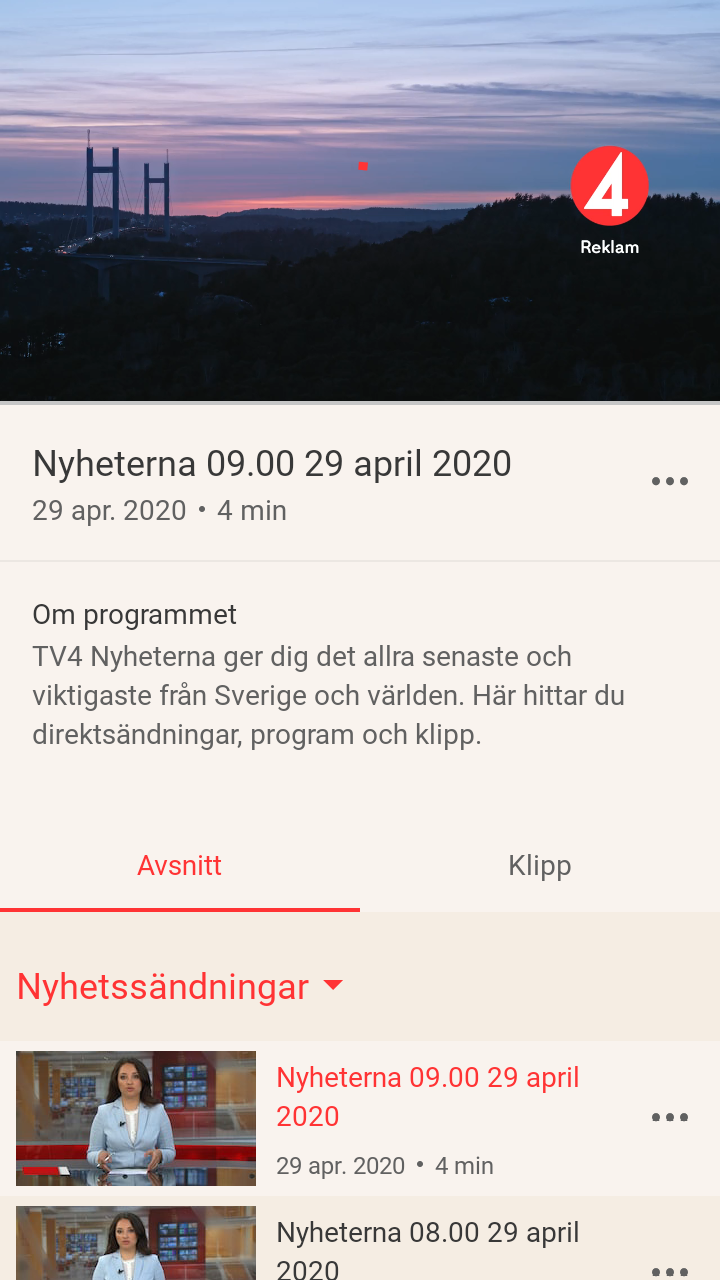 4
Reklam
Nyheterna 09.00 29 april 2020
29 apr. 2020 • 4 min
Om programmet
TV4 Nyheterna ger dig det allra senaste och
viktigaste från Sverige och världen. Här hittar du
direktsändningar, program och klipp.
Avsnitt
Klipp
Nyhetssändningar
Nyheterna 09.00 29 april
2020
29 apr. 2020 • 4 min
Nyheterna 08.00 29 april
2020